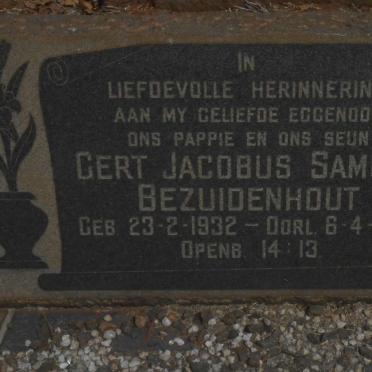 IN
LIEFDEVOLLE HERINNERIN
AAN MY GELIEFDE EGGENOO
ONS PAPPIE EN ONS SEUN
GERT JACOBUS SAM
BEZUIDENHOUT
GEB 23-2-1932 – OORL. 6-4-
OPENB. 14:13.